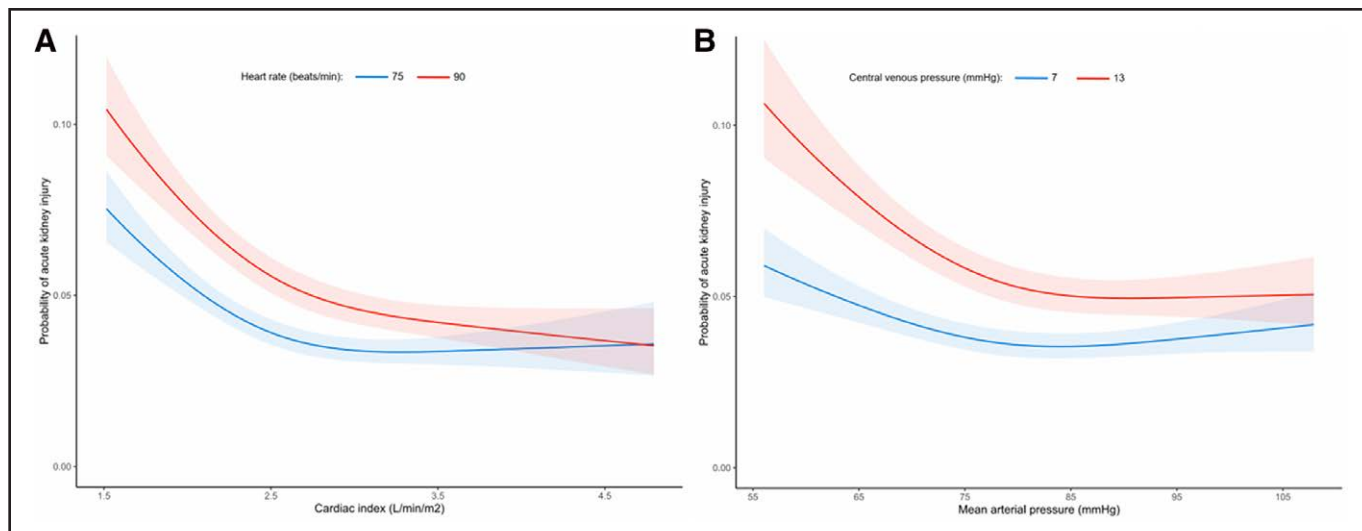 A
Heart rate (beats/min): 75 90
Probability of acute kidney injury
0.10
0.05
0.00
1.5 2.5 3.5 4.5
Cardiac index (L/min/m2)
B
Central venous pressure (mmHg): 7 13
Probability of acute kidney injury
0.10
0.05
0.00
55 65 75 85 95 105
Mean arterial pressure (mmHg)